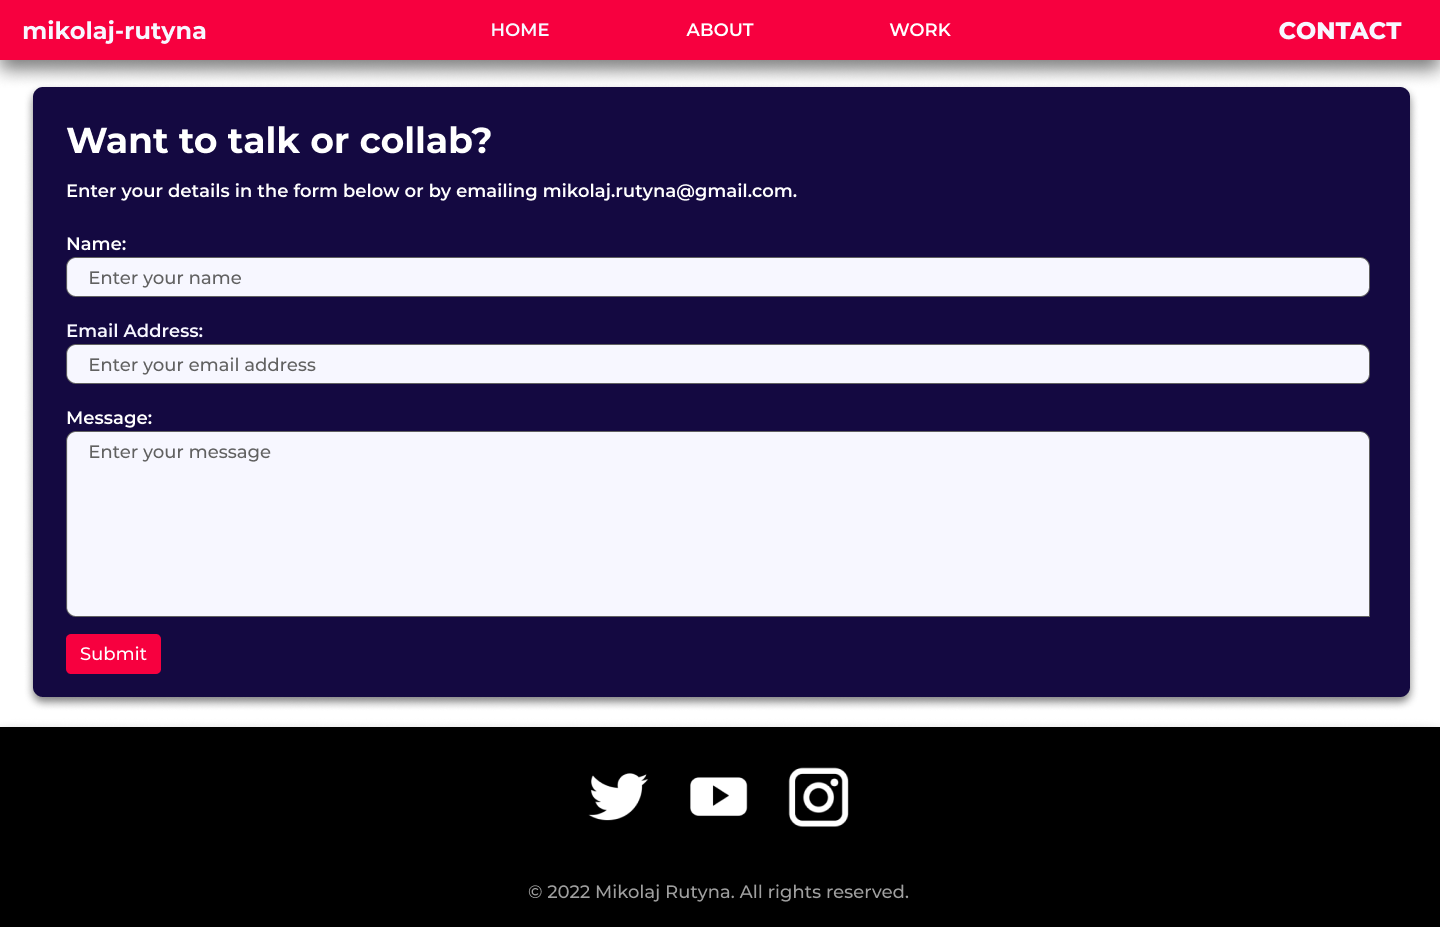 mikolaj-rutyna
HOME
ABOUT
WORK
CONTACT
Want to talk or collab?
Enter your details in the form below or by emailing mikolaj.rutyna@gmail.com.
Name:
Enter your name
Email Address:
Enter your email address
Message:
Enter your message
Submit
© 2022 Mikolaj Rutyna. All rights reserved.